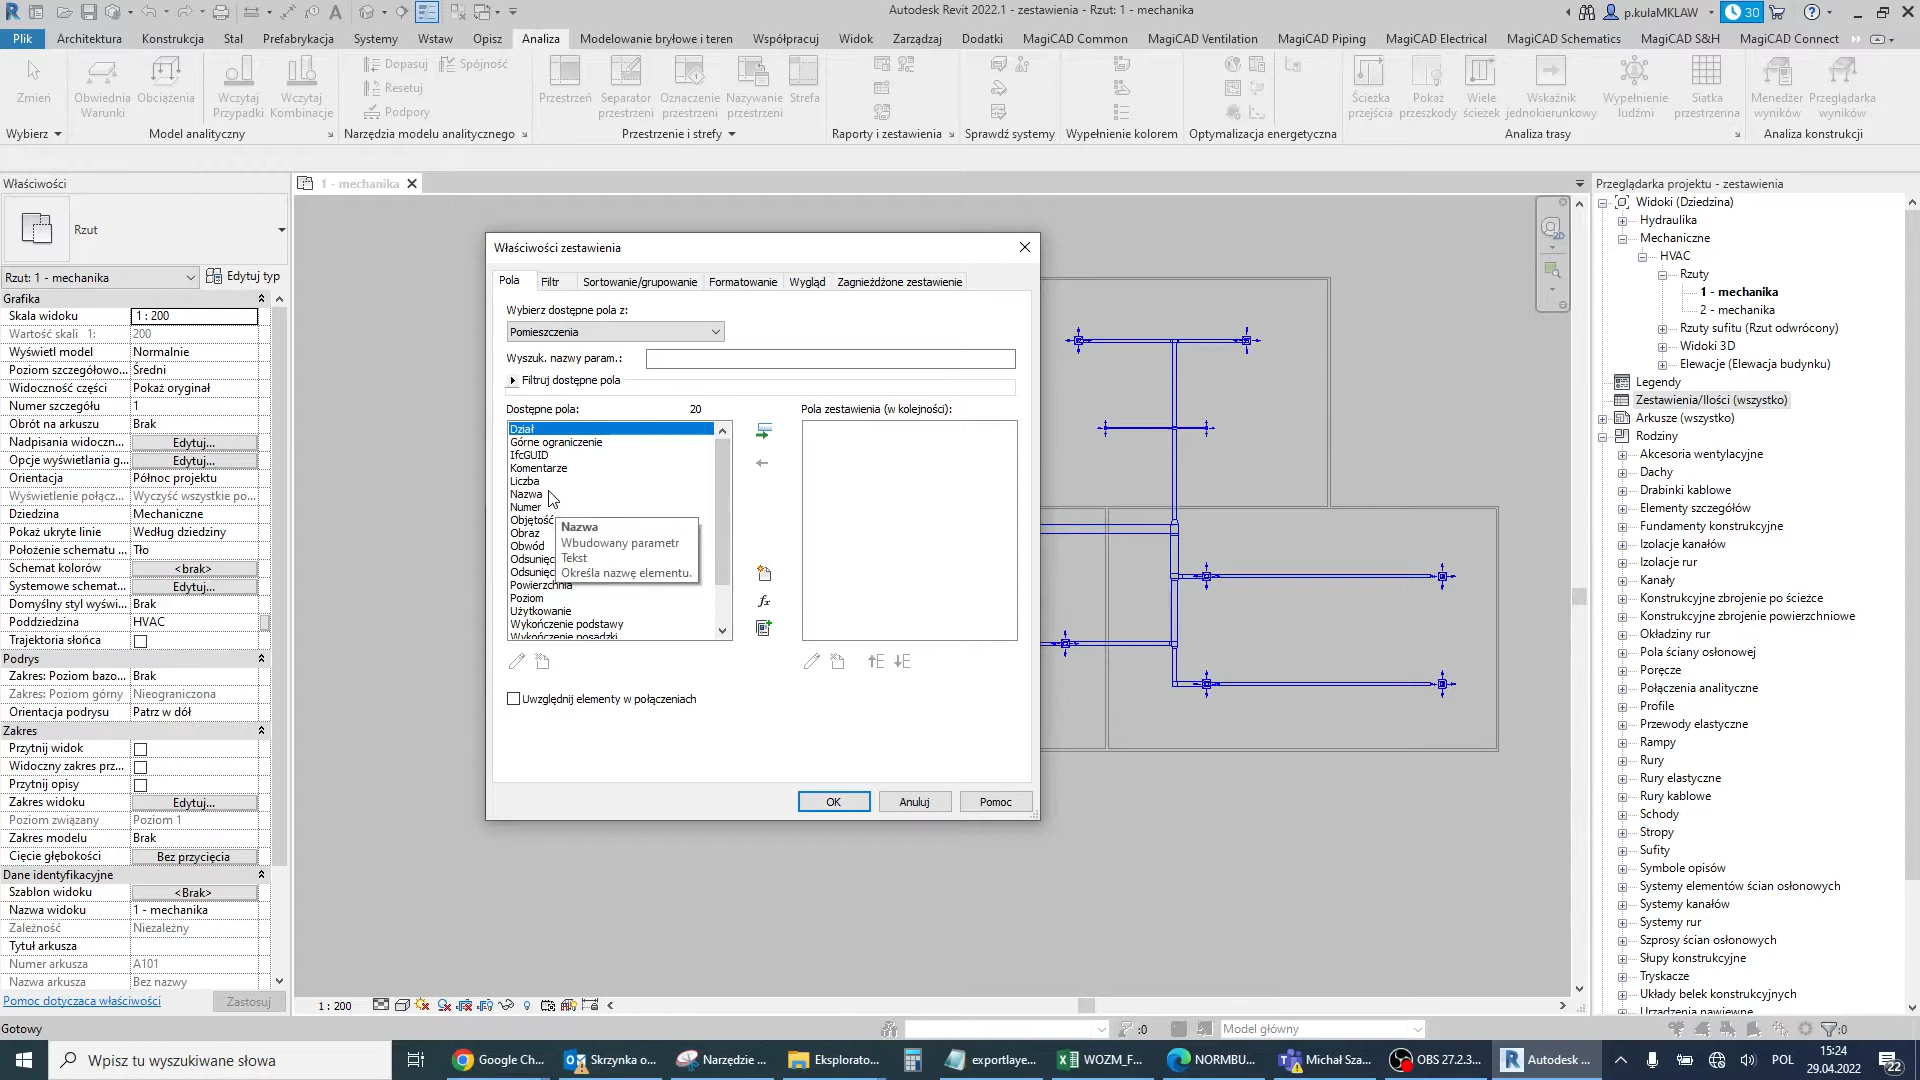 Autodesk Revit 2022.1 - zestawienia - Rzut: 1 - mechanika
p.kulaMKLAW
30
Plik Architektura Konstrukcja Stal Prefabrykacja Systemy Wstaw Opisz Analiza Modelowanie bryłowe i teren Współpracuj Widok Zarządzaj Dodatki MagiCAD Common MagiCAD Ventilation MagiCAD Piping MagiCAD Electrical MagiCAD Schematics MagiCAD S&H MagiCAD Connect
Zmień
Obwiednia Warunki
Obciążenia
Wczytaj Przypadki
Wczytaj Kombinacje
Dopasuj
Spójność
Resetuj
Podpory
Przestrzeń
Separator przestrzeni
Oznaczenie przestrzeni
Nazywanie przestrzeni
Strefa
Ścieżka przejścia
Pokaż przeszkody
Wiele ścieżek
Wskaźnik jednokierunkowy
Wypełnienie ludźmi
Siatka przestrzenna
Menedżer wyników
Przeglądarka wyników
Wybierz
Model analityczny
Narzędzia modelu analitycznego
Przestrzenie i strefy
Raporty i zestawienia
Sprawdź systemy
Wypełnienie kolorem
Optymalizacja energetyczna
Analiza trasy
Analiza konstrukcji
Właściwości
Rzut
Rzut: 1 - mechanika
Edytuj typ
Grafika
Skala widoku 1 : 200
Wartość skali 1: 200
Wyświetl model Normalnie
Poziom szczegółowo... Średni
Widoczność części Pokaż oryginał
Numer szczegółu 1
Obrót na arkuszu Brak
Nadpisania widoczn... Edytuj...
Opcje wyświetlania g... Edytuj...
Orientacja Północ projektu
Wyświetlenie połącz... Wyczyść wszystkie po...
Dziedzina Mechaniczne
Pokaż ukryte linie Według dziedziny
Położenie schematu ... Tło
Schemat kolorów <brak>
Systemowe schemat... Edytuj...
Domyślny styl wyświ... Brak
Poddziedzina HVAC
Trajektoria słońca
Podrys
Zakres: Poziom bazo... Brak
Zakres: Poziom górny Nieograniczona
Orientacja podrysu Patrz w dół
Zakres
Przytnij widok
Widoczny zakres prz...
Przytnij opisy
Zakres widoku Edytuj...
Poziom związany Poziom 1
Zakres modelu Brak
Cięcie głębokości Bez przycięcia
Dane identyfikacyjne
Szablon widoku <Brak>
Nazwa widoku 1 - mechanika
Zależność Niezależny
Tytuł arkusza
Numer arkusza A101
Nazwa arkusza Bez nazwy
Pomoc dotycząca właściwości
Zastosuj
1 - mechanika
Właściwości zestawienia
Pola Filtr Sortowanie/grupowanie Formatowanie Wygląd Zagnieżdżone zestawienie
Wybierz dostępne pola z:
Pomieszczenia
Wyszuk. nazwy param.:
Filtruj dostępne pola
Dostępne pola: 20
Pola zestawienia (w kolejności):
Dział
Górne ograniczenie
IfcGUID
Komentarze
Liczba
Nazwa
Numer
Objętość
Obraz
Obwód
Odsunięc
Odsunięc
Powierzchnia
Poziom
Użytkowanie
Wykończenie podstawy
Wykończenie posadzki
Nazwa
Wbudowany parametr
Tekst
Określa nazwę elementu.
Uwzględnij elementy w połączeniach
OK Anuluj Pomoc
2D
Przeglądarka projektu - zestawienia
Widoki (Dziedzina)
Hydraulika
Mechaniczne
HVAC
Rzuty
1 - mechanika
2 - mechanika
Rzuty sufitu (Rzut odwrócony)
Widoki 3D
Elewacje (Elewacja budynku)
Legendy
Zestawienia/Ilości (wszystko)
Arkusze (wszystko)
Rodziny
Akcesoria wentylacyjne
Dachy
Drabinki kablowe
Elementy szczegółów
Fundamenty konstrukcyjne
Izolacje kanałów
Izolacje rur
Kanały
Konstrukcyjne zbrojenie po ścieżce
Konstrukcyjne zbrojenie powierzchniowe
Okładziny rur
Pola ściany osłonowej
Poręcze
Połączenia analityczne
Profile
Przewody elastyczne
Rampy
Rury
Rury elastyczne
Rury kablowe
Schody
Stropy
Sufity
Symbole opisów
Systemy elementów ścian osłonowych
Systemy kanałów
Systemy rur
Szprosy ścian osłonowych
Słupy konstrukcyjne
Tryskacze
Układy belek konstrukcyjnych
Urządzenia nawiewne
1 : 200
Gotowy
:0
Model główny
:0
Wpisz tu wyszukiwane słowa
Google Ch...
Skrzynka o...
Narzędzie ...
Eksplorato...
exportlaye...
WOZM_F...
NORMBU...
Michał Sza...
OBS 27.2.3...
Autodesk ...
POL
15:24
29.04.2022
22